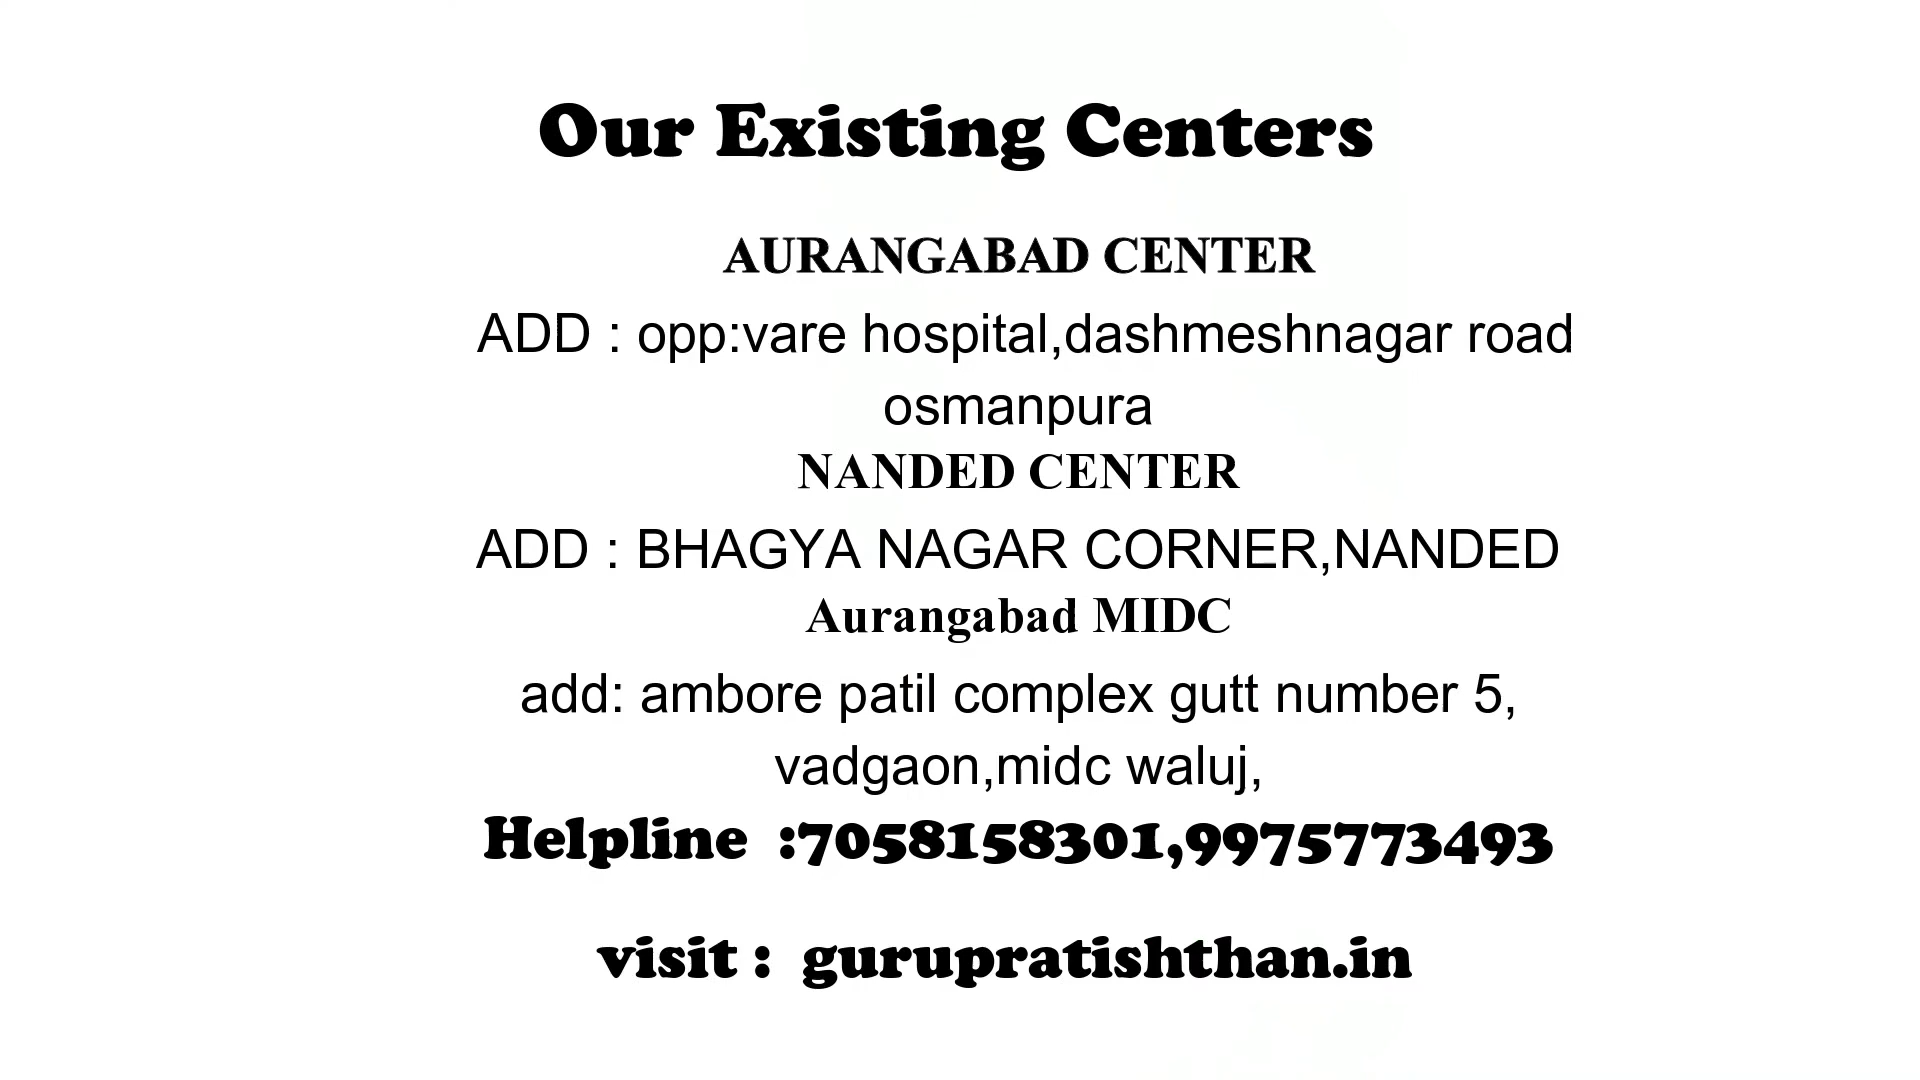 Our Existing Centers
AURANGABAD CENTER
ADD : opp:vare hospital,dashmeshnagar road
osmanpura
NANDED CENTER
ADD : BHAGYA NAGAR CORNER,NANDED
Aurangabad MIDC
add: ambore patil complex gutt number 5,
vadgaon,midc waluj,
Helpline :7058158301,9975773493
visit : gurupratishthan.in